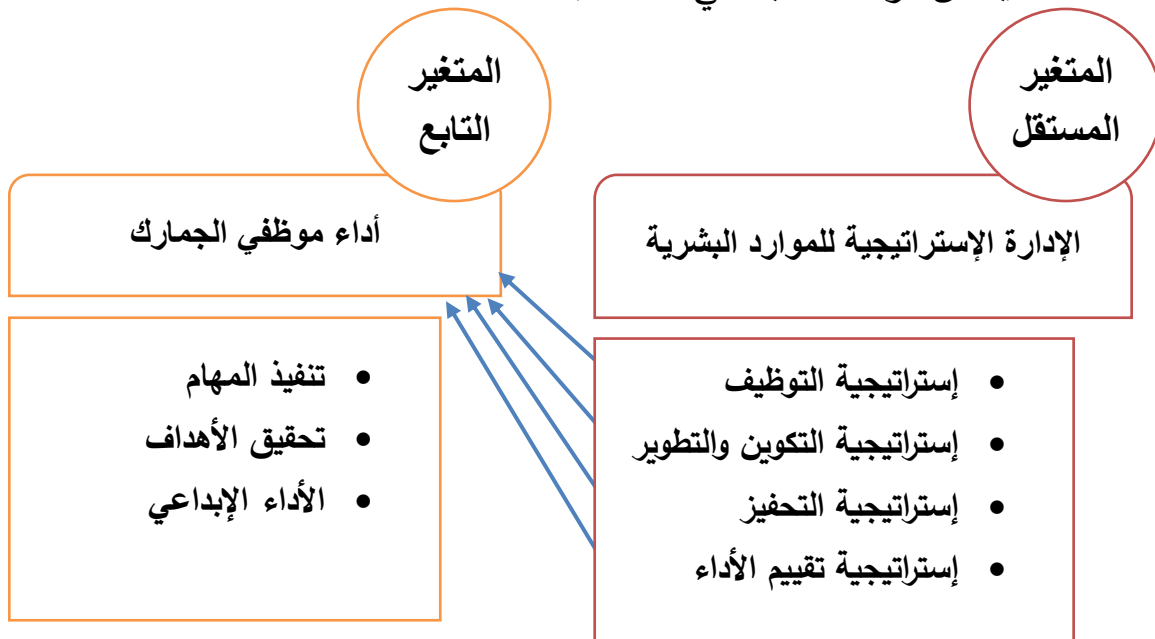 المتغير
المستقل
الإدارة الإستراتيجية للموارد البشرية
• إستراتيجية التوظيف
• إستراتيجية التكوين والتطوير
• إستراتيجية التحفيز
• إستراتيجية تقييم الأداء
المتغير
التابع
أداء موظفي الجمارك
• تنفيذ المهام
• تحقيق الأهداف
• الأداء الإبداعي